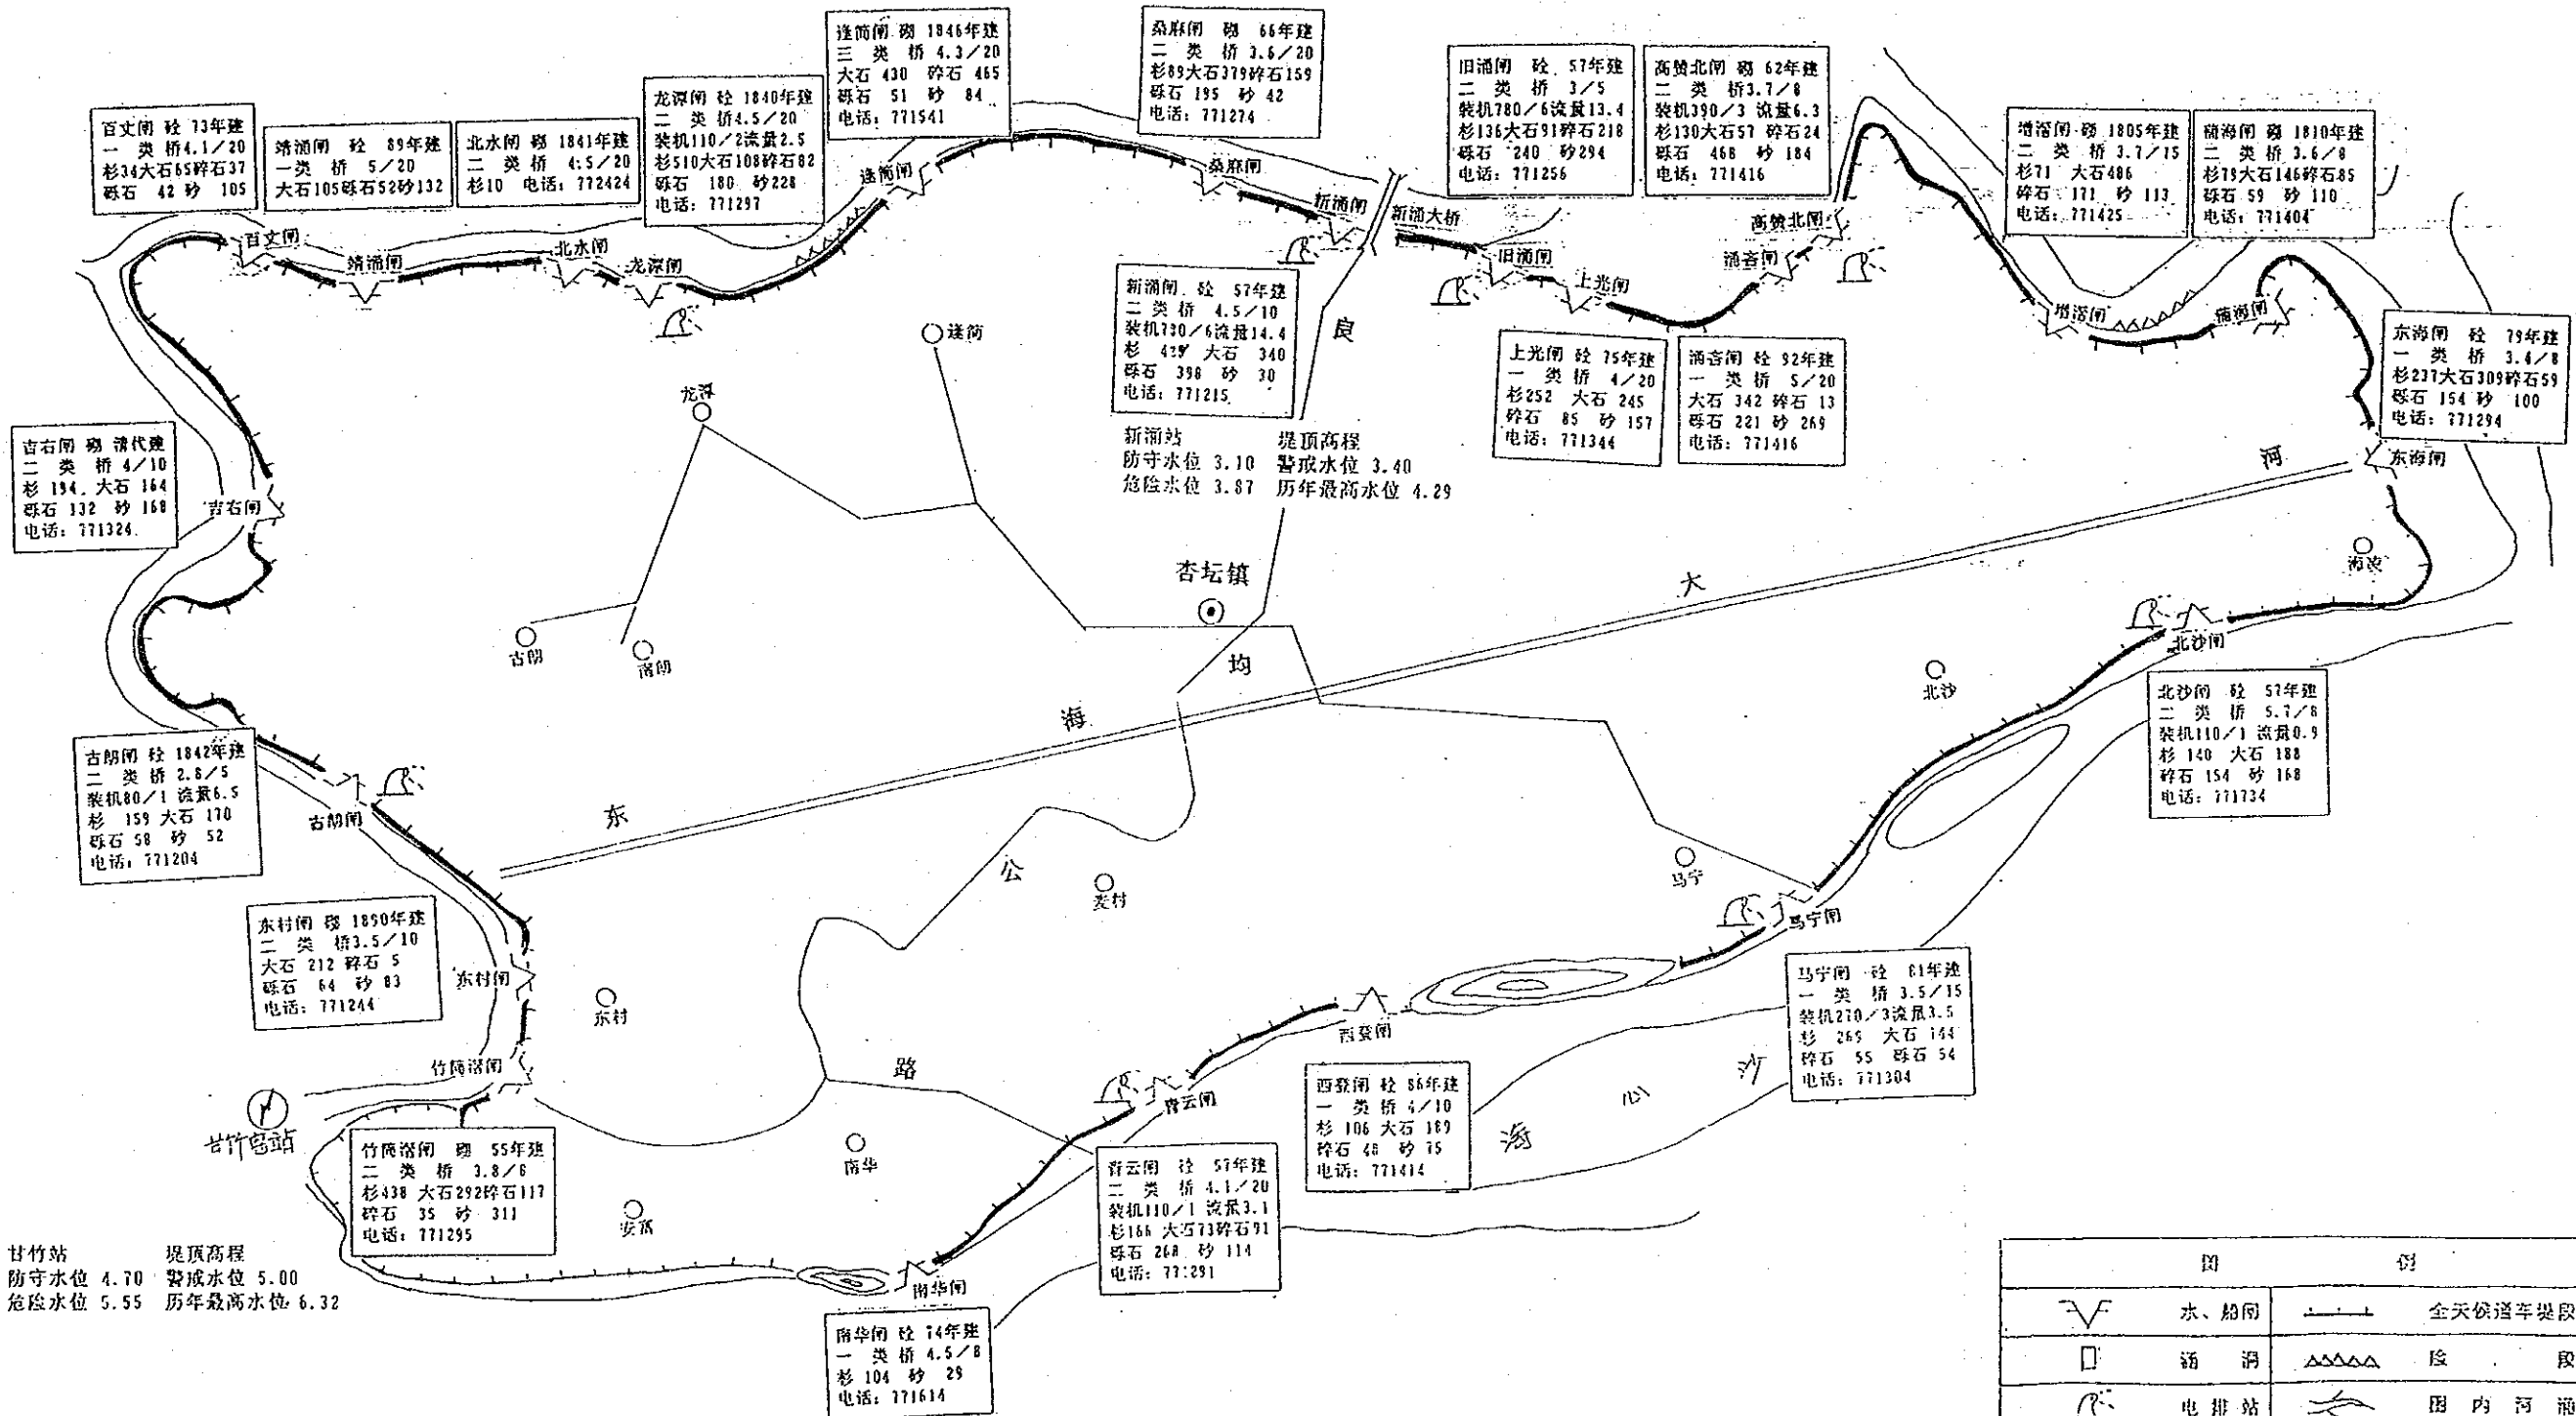 百丈闸 砼 73年建
一 类 桥4.1/20
杉34大石65碎石37
砾石 42 砂 105
靖涌闸 砼 89年建
一类 桥 5/20
大石105砾石52砂132
北水闸 砌 1841年建
二 类 桥 4.5/20
杉10 电话: 772424
龙潭闸 砼 1840年建
二 类 桥4.5/20
装机110/2流量2.5
杉510大石108碎石82
砾石 180 砂228
电话: 771297
逢简闸 砌 1846年建
三 类 桥 4.3/20
大石 430 碎石 465
砾石 51 砂 84
电话: 771541
桑麻闸 砌 66年建
二 类 桥 3.6/20
杉89大石379碎石159
砾石 195 砂 42
电话: 771274
旧涌闸 砼 57年建
二 类 桥 3/5
装机780/6流量13.4
杉136大石91碎石218
砾石 240 砂294
电话: 771256
高赞北闸 砌 62年建
二 类 桥3.7/8
装机390/3 流量6.3
杉130大石57 碎石24
砾石 468 砂 184
电话: 771416
增滘闸 砌 1805年建
二 类 桥 3.7/15
杉71 大石486
碎石 171 砂 113
电话: 771425
蒲海闸 砌 1810年建
二 类 桥 3.6/8
杉79大石146碎石85
砾石 59 砂 110
电话: 771404
百丈闸
靖涌闸
北水闸
龙潭闸
逢简闸
桑麻闸
新涌闸
新涌大桥
旧涌闸
上光闸
涌吝闸
高赞北闸
增滘闸
蒲海闸
新涌闸 砼 57年建
二 类 桥 4.5/10
装机780/6流量14.4
杉 大石 340
砾石 398 砂 30
电话: 771215
良
上光闸 砼 75年建
一 类 桥 4/20
杉252 大石 245
碎石 85 砂 157
电话: 771344
涌吝闸 砼 92年建
一 类 桥 5/20
大石 342 碎石 13
砾石 221 砂 269
电话: 771416
东海闸 砼 79年建
一 类 桥 3.4/8
杉237大石309碎石59
砾石 154 砂 100
电话: 771294
东海闸
新涌站 堤顶高程
防守水位 3.10 警戒水位 3.40
危险水位 3.87 历年最高水位 4.29
吉右闸 砌 清代建
二 类 桥 4/10
杉 194 大石 164
砾石 132 砂 168
电话: 771324
吉右闸
逢简
龙潭
河
杏坛镇
大
海凌
古朗
南朗
均
北沙
北沙闸
海
北沙闸 砼 57年建
二 类 桥 5.7/8
装机110/1 流量0.9
杉 140 大石 188
碎石 154 砂 168
电话: 771734
古朗闸 砼 1842年建
二 类 桥 2.8/5
装机80/1 流量6.5
杉 159 大石 170
砾石 58 砂 52
电话: 771204
古朗闸
东
公
麦村
马宁
马宁闸
东村闸 砌 1890年建
二 类 桥3.5/10
大石 212 碎石 5
砾石 64 砂 83
电话: 771244
东村闸
东村
西登闸
马宁闸 砼 81年建
一 类 桥 3.5/15
装机270/3流量3.5
杉 269 大石 144
碎石 55 砾石 54
电话: 771304
竹筒滘闸
路
青云闸
西登闸 砼 86年建
一 类 桥 4/10
杉 106 大石 189
碎石 48 砂 75
电话: 771414
海 心 沙
甘竹电站
竹筒滘闸 砌 55年建
二 类 桥 3.8/6
杉438 大石292碎石117
碎石 35 砂 311
电话: 771295
南华
安富
青云闸 砼 57年建
二 类 桥 4.1/20
装机110/1 流量3.1
杉166 大石73碎石91
砾石 268 砂 114
电话: 771291
甘竹站 堤顶高程
防守水位 4.70 警戒水位 5.00
危险水位 5.55 历年最高水位 6.32
南华闸
南华闸 砼 74年建
一 类 桥 4.5/8
杉 104 砂 29
电话: 771614
图 例
水、船闸 全天候通车堤段
涵 洞 险 段
电排站 围内河涌